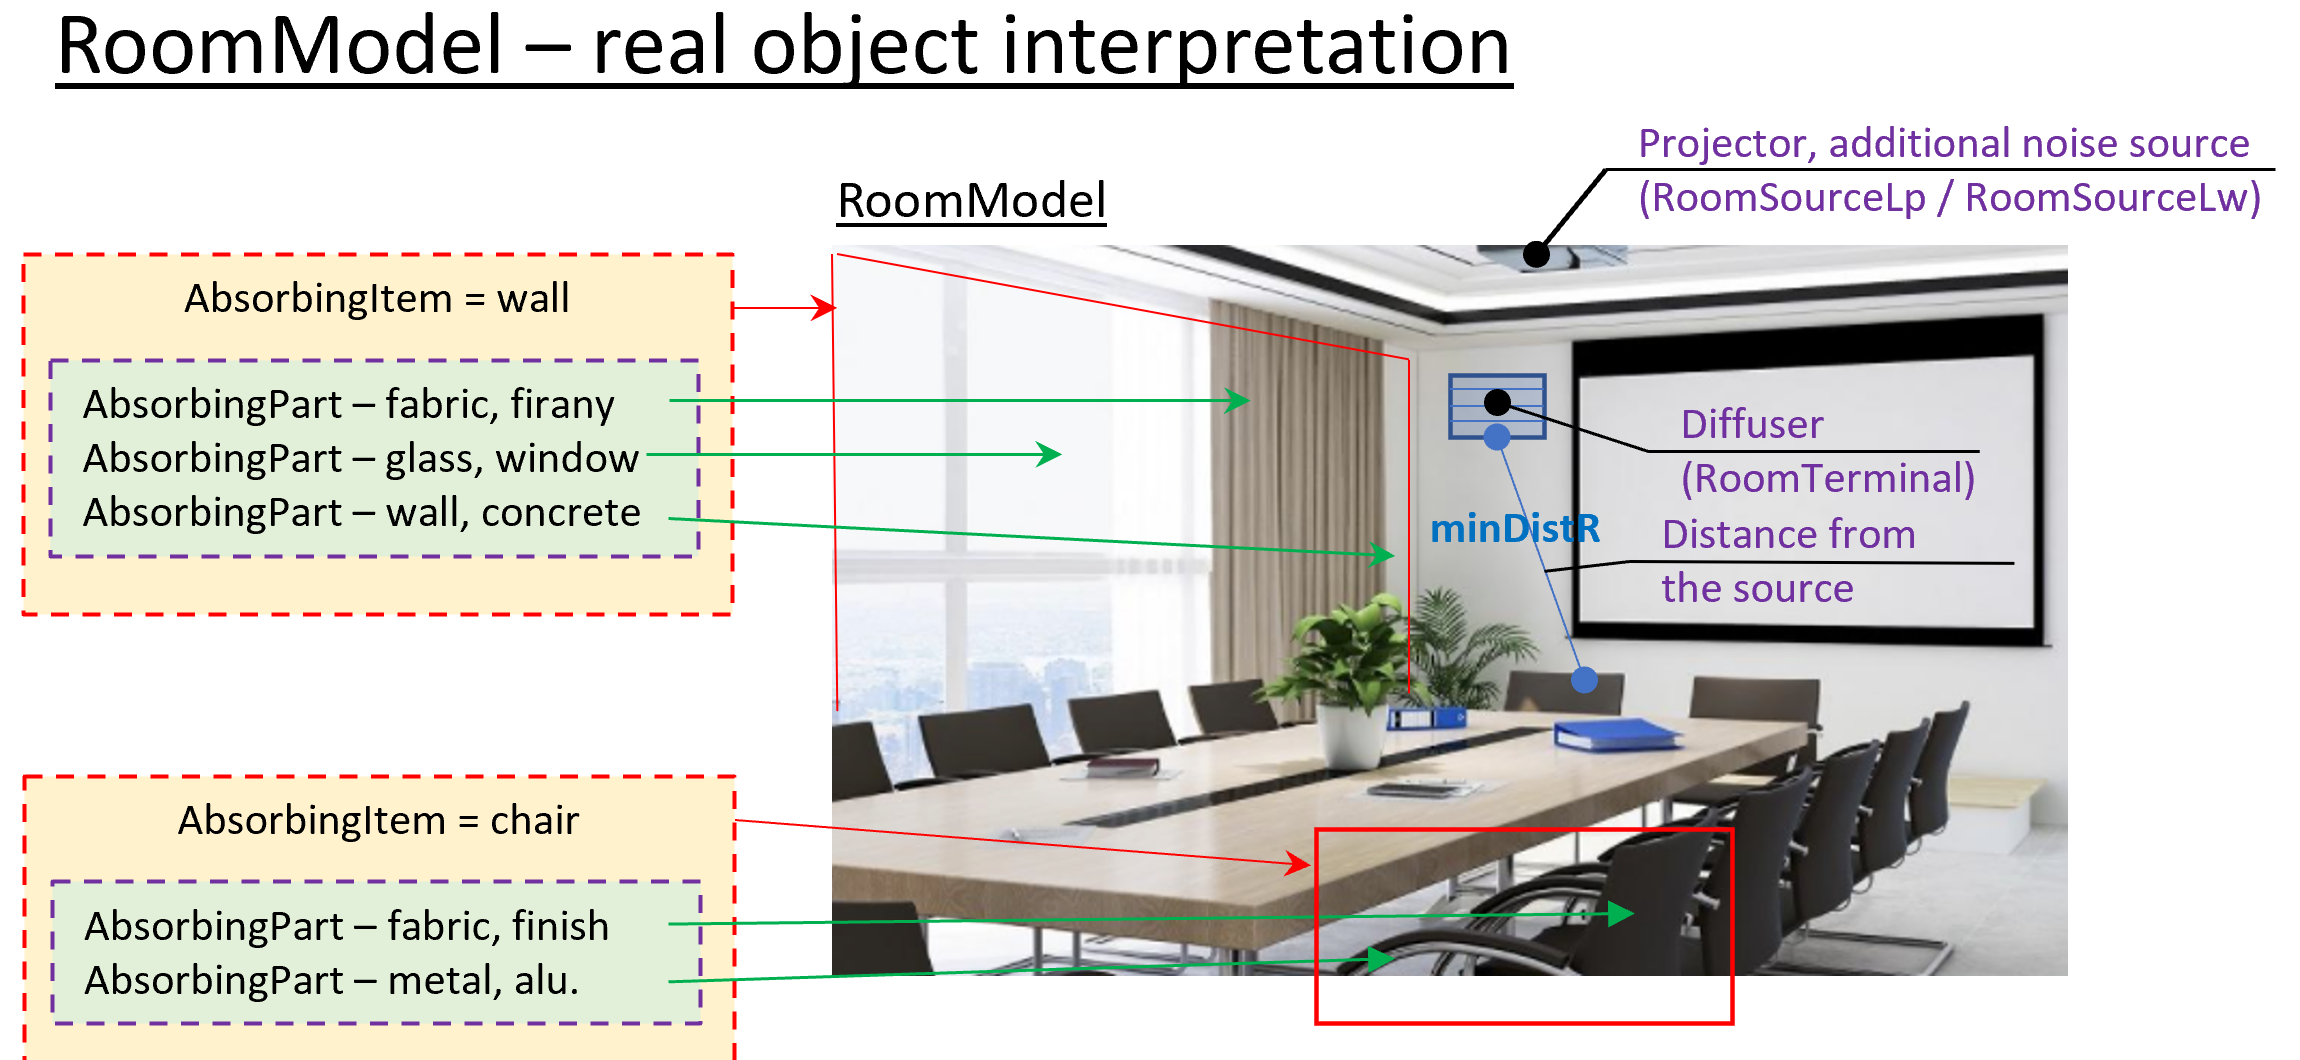 RoomModel – real object interpretation
Projector, additional noise source
(RoomSourceLp / RoomSourceLw)
RoomModel
AbsorbingItem = wall
AbsorbingPart – fabric, firany
AbsorbingPart – glass, window
AbsorbingPart – wall, concrete
Diffuser
(RoomTerminal)
minDistR
Distance from
the source
AbsorbingItem = chair
AbsorbingPart – fabric, finish
AbsorbingPart – metal, alu.